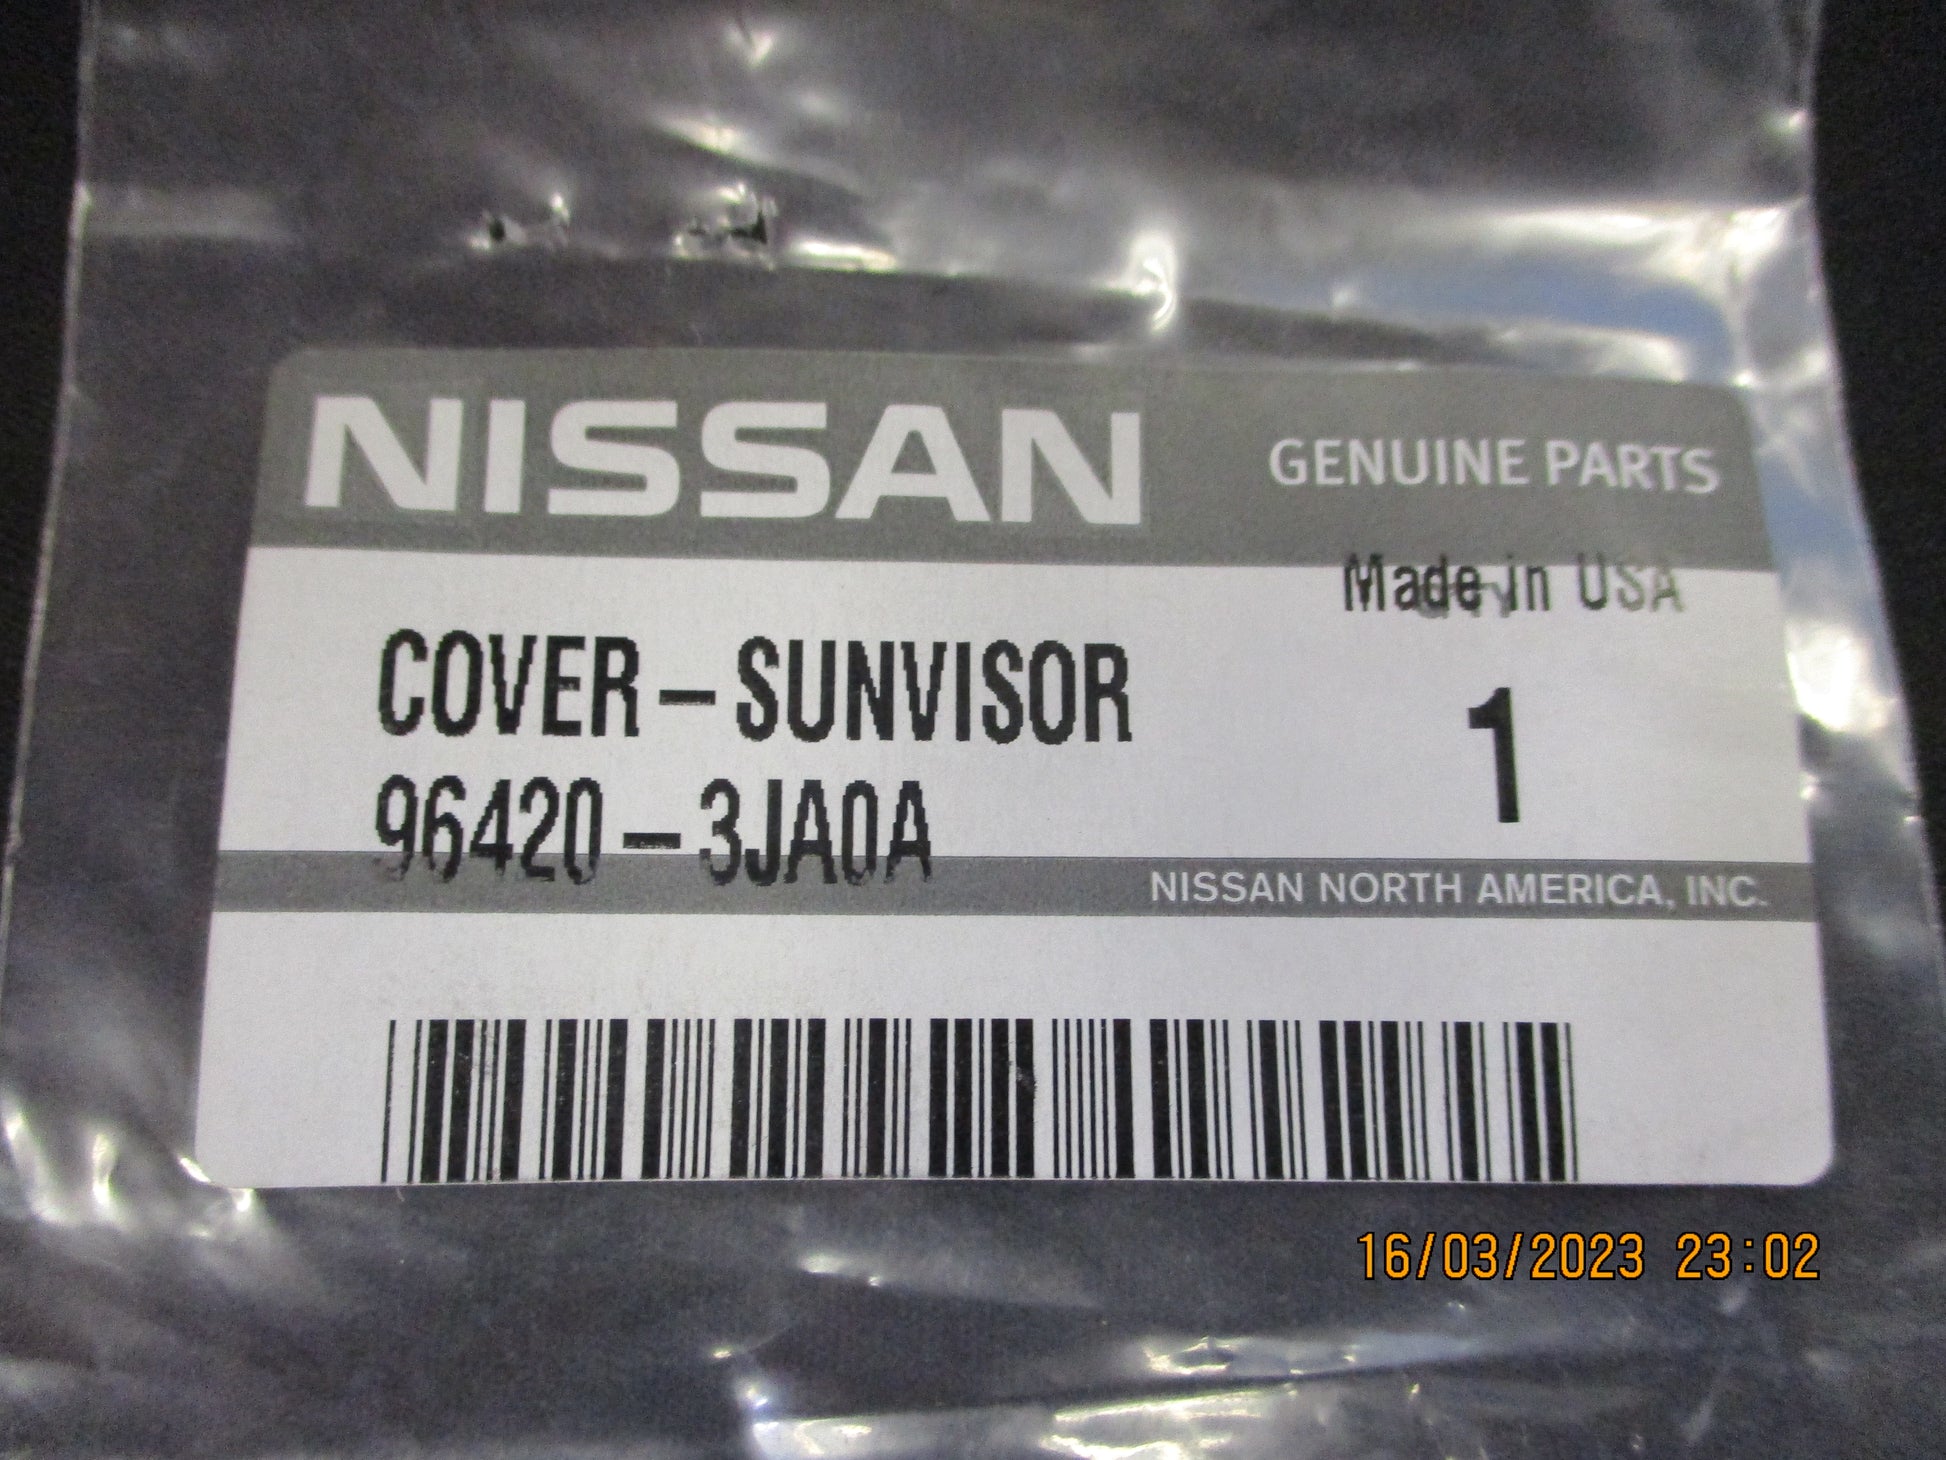 NISSAN GENUINE PARTS
Made in USA
COVER-SUNVISOR
1
96420-3JA0A
NISSAN NORTH AMERICA, INC.
16/03/2023 23:02